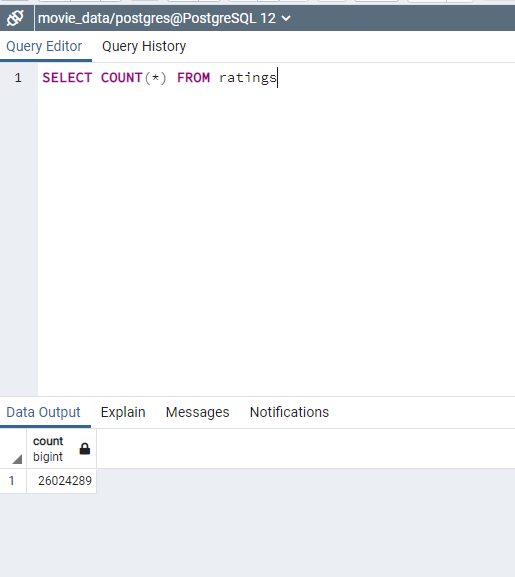 movie_data/postgres@PostgreSQL 12
Query Editor Query History
1 SELECT COUNT(*) FROM ratings
Data Output Explain Messages Notifications
count
bigint
1 26024289